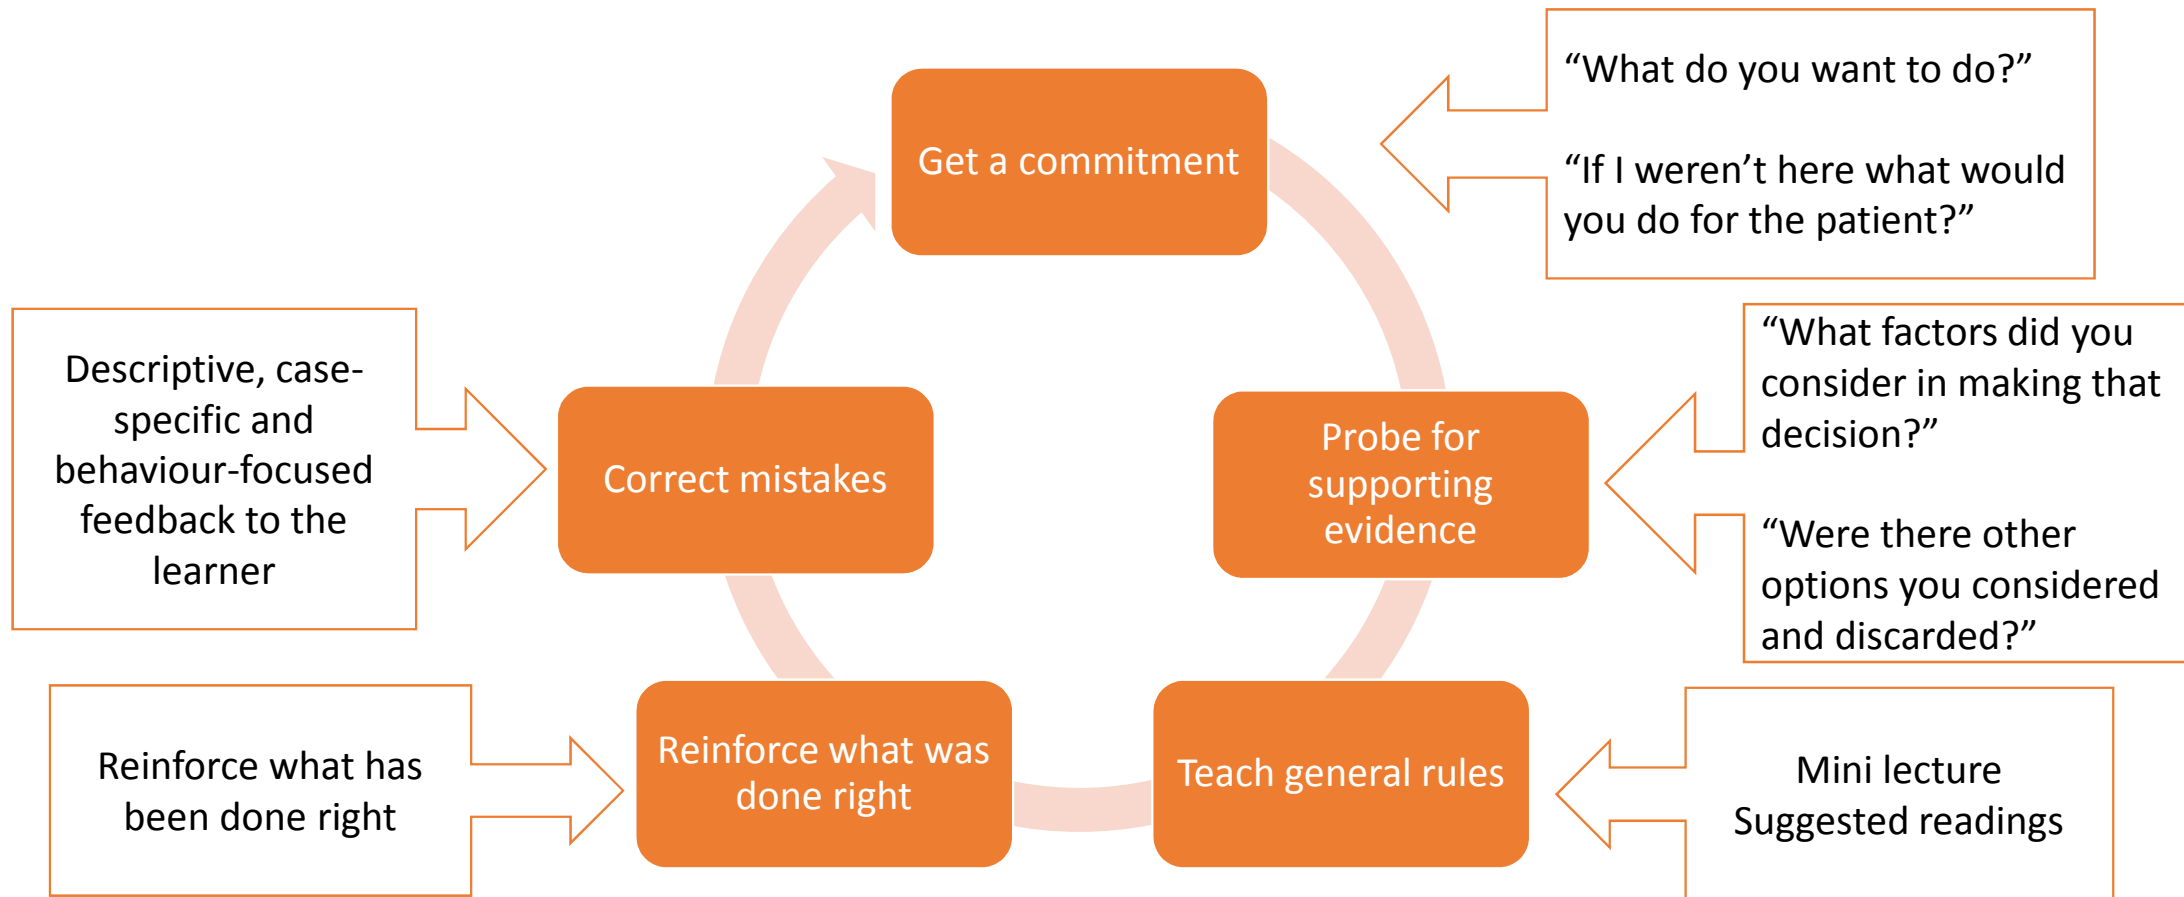 Get a commitment
“What do you want to do?”
“If I weren’t here what would
you do for the patient?”
Probe for
supporting
evidence
“What factors did you
consider in making that
decision?”
“Were there other
options you considered
and discarded?”
Teach general rules
Mini lecture
Suggested readings
Reinforce what was
done right
Reinforce what has
been done right
Correct mistakes
Descriptive, case-
specific and
behaviour-focused
feedback to the
learner